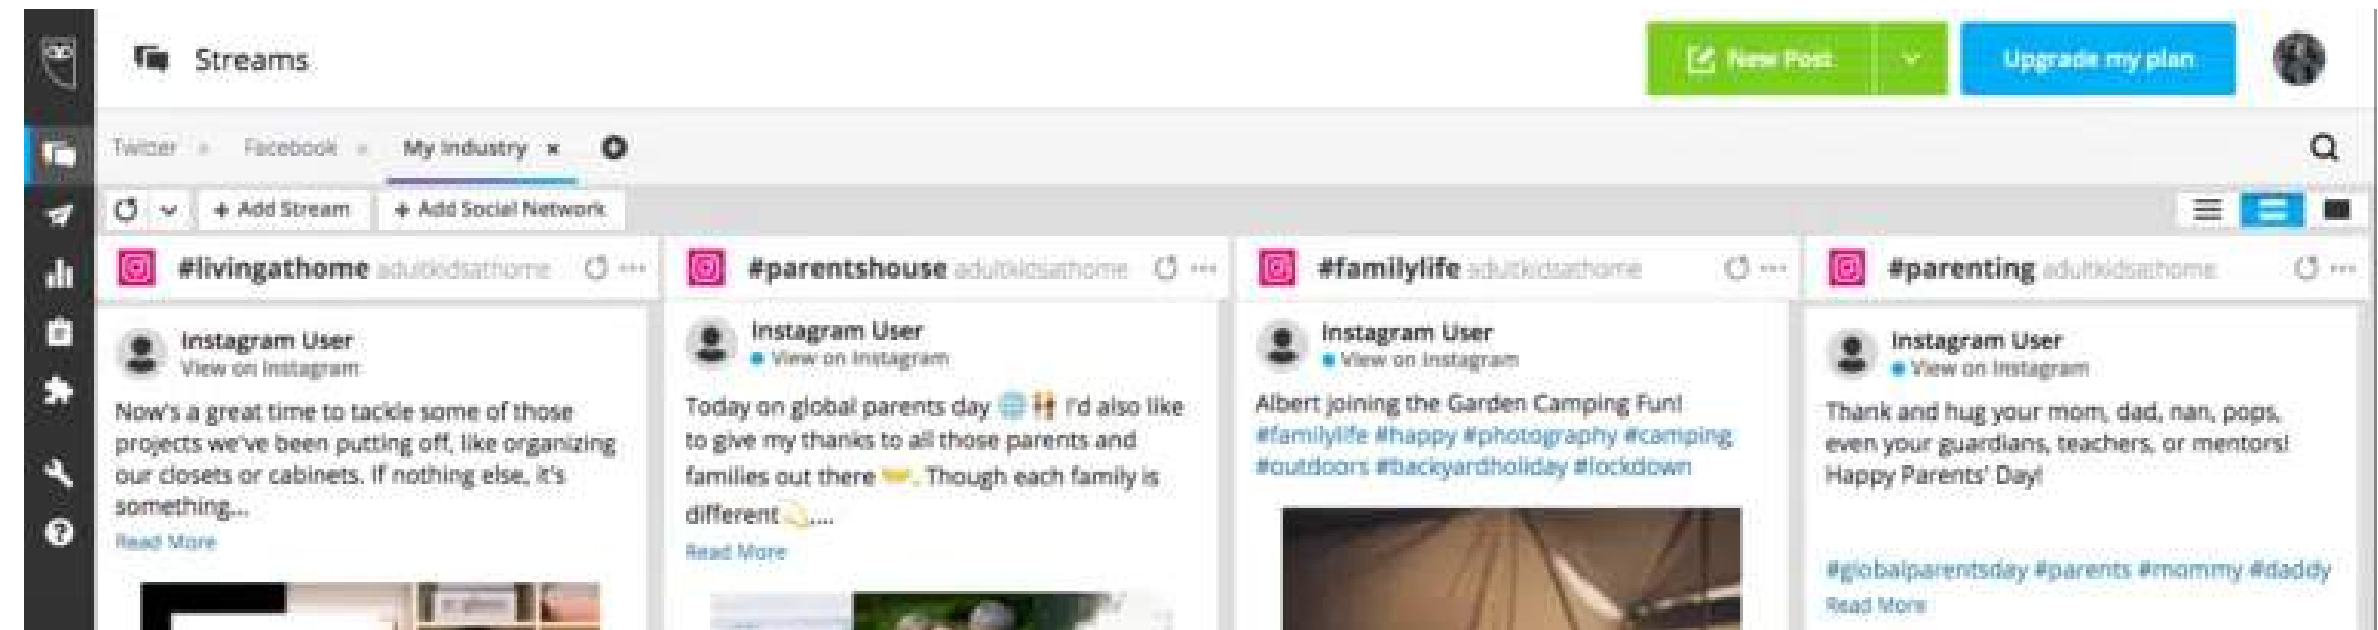 Streams
New Post
Upgrade my plan
Twitter × Facebook × My Industry ×
+ Add Stream + Add Social Network
#livingathome adultkidsathome
Instagram User
View on Instagram
Now's a great time to tackle some of those
projects we've been putting off, like organizing
our closets or cabinets. If nothing else, it's
something...
Read More
#parentshouse adultkidsathome
Instagram User
View on Instagram
Today on global parents day 🌐 👫 I'd also like
to give my thanks to all those parents and
families out there 🤝. Though each family is
different 💫....
Read More
#familylife adultkidsathome
Instagram User
View on Instagram
Albert joining the Garden Camping Fun!
#familylife #happy #photography #camping
#outdoors #backyardholiday #lockdown
#parenting adultkidsathome
Instagram User
View on Instagram
Thank and hug your mom, dad, nan, pops,
even your guardians, teachers, or mentors!
Happy Parents' Day!
#globalparentsday #parents #mommy #daddy
Read More